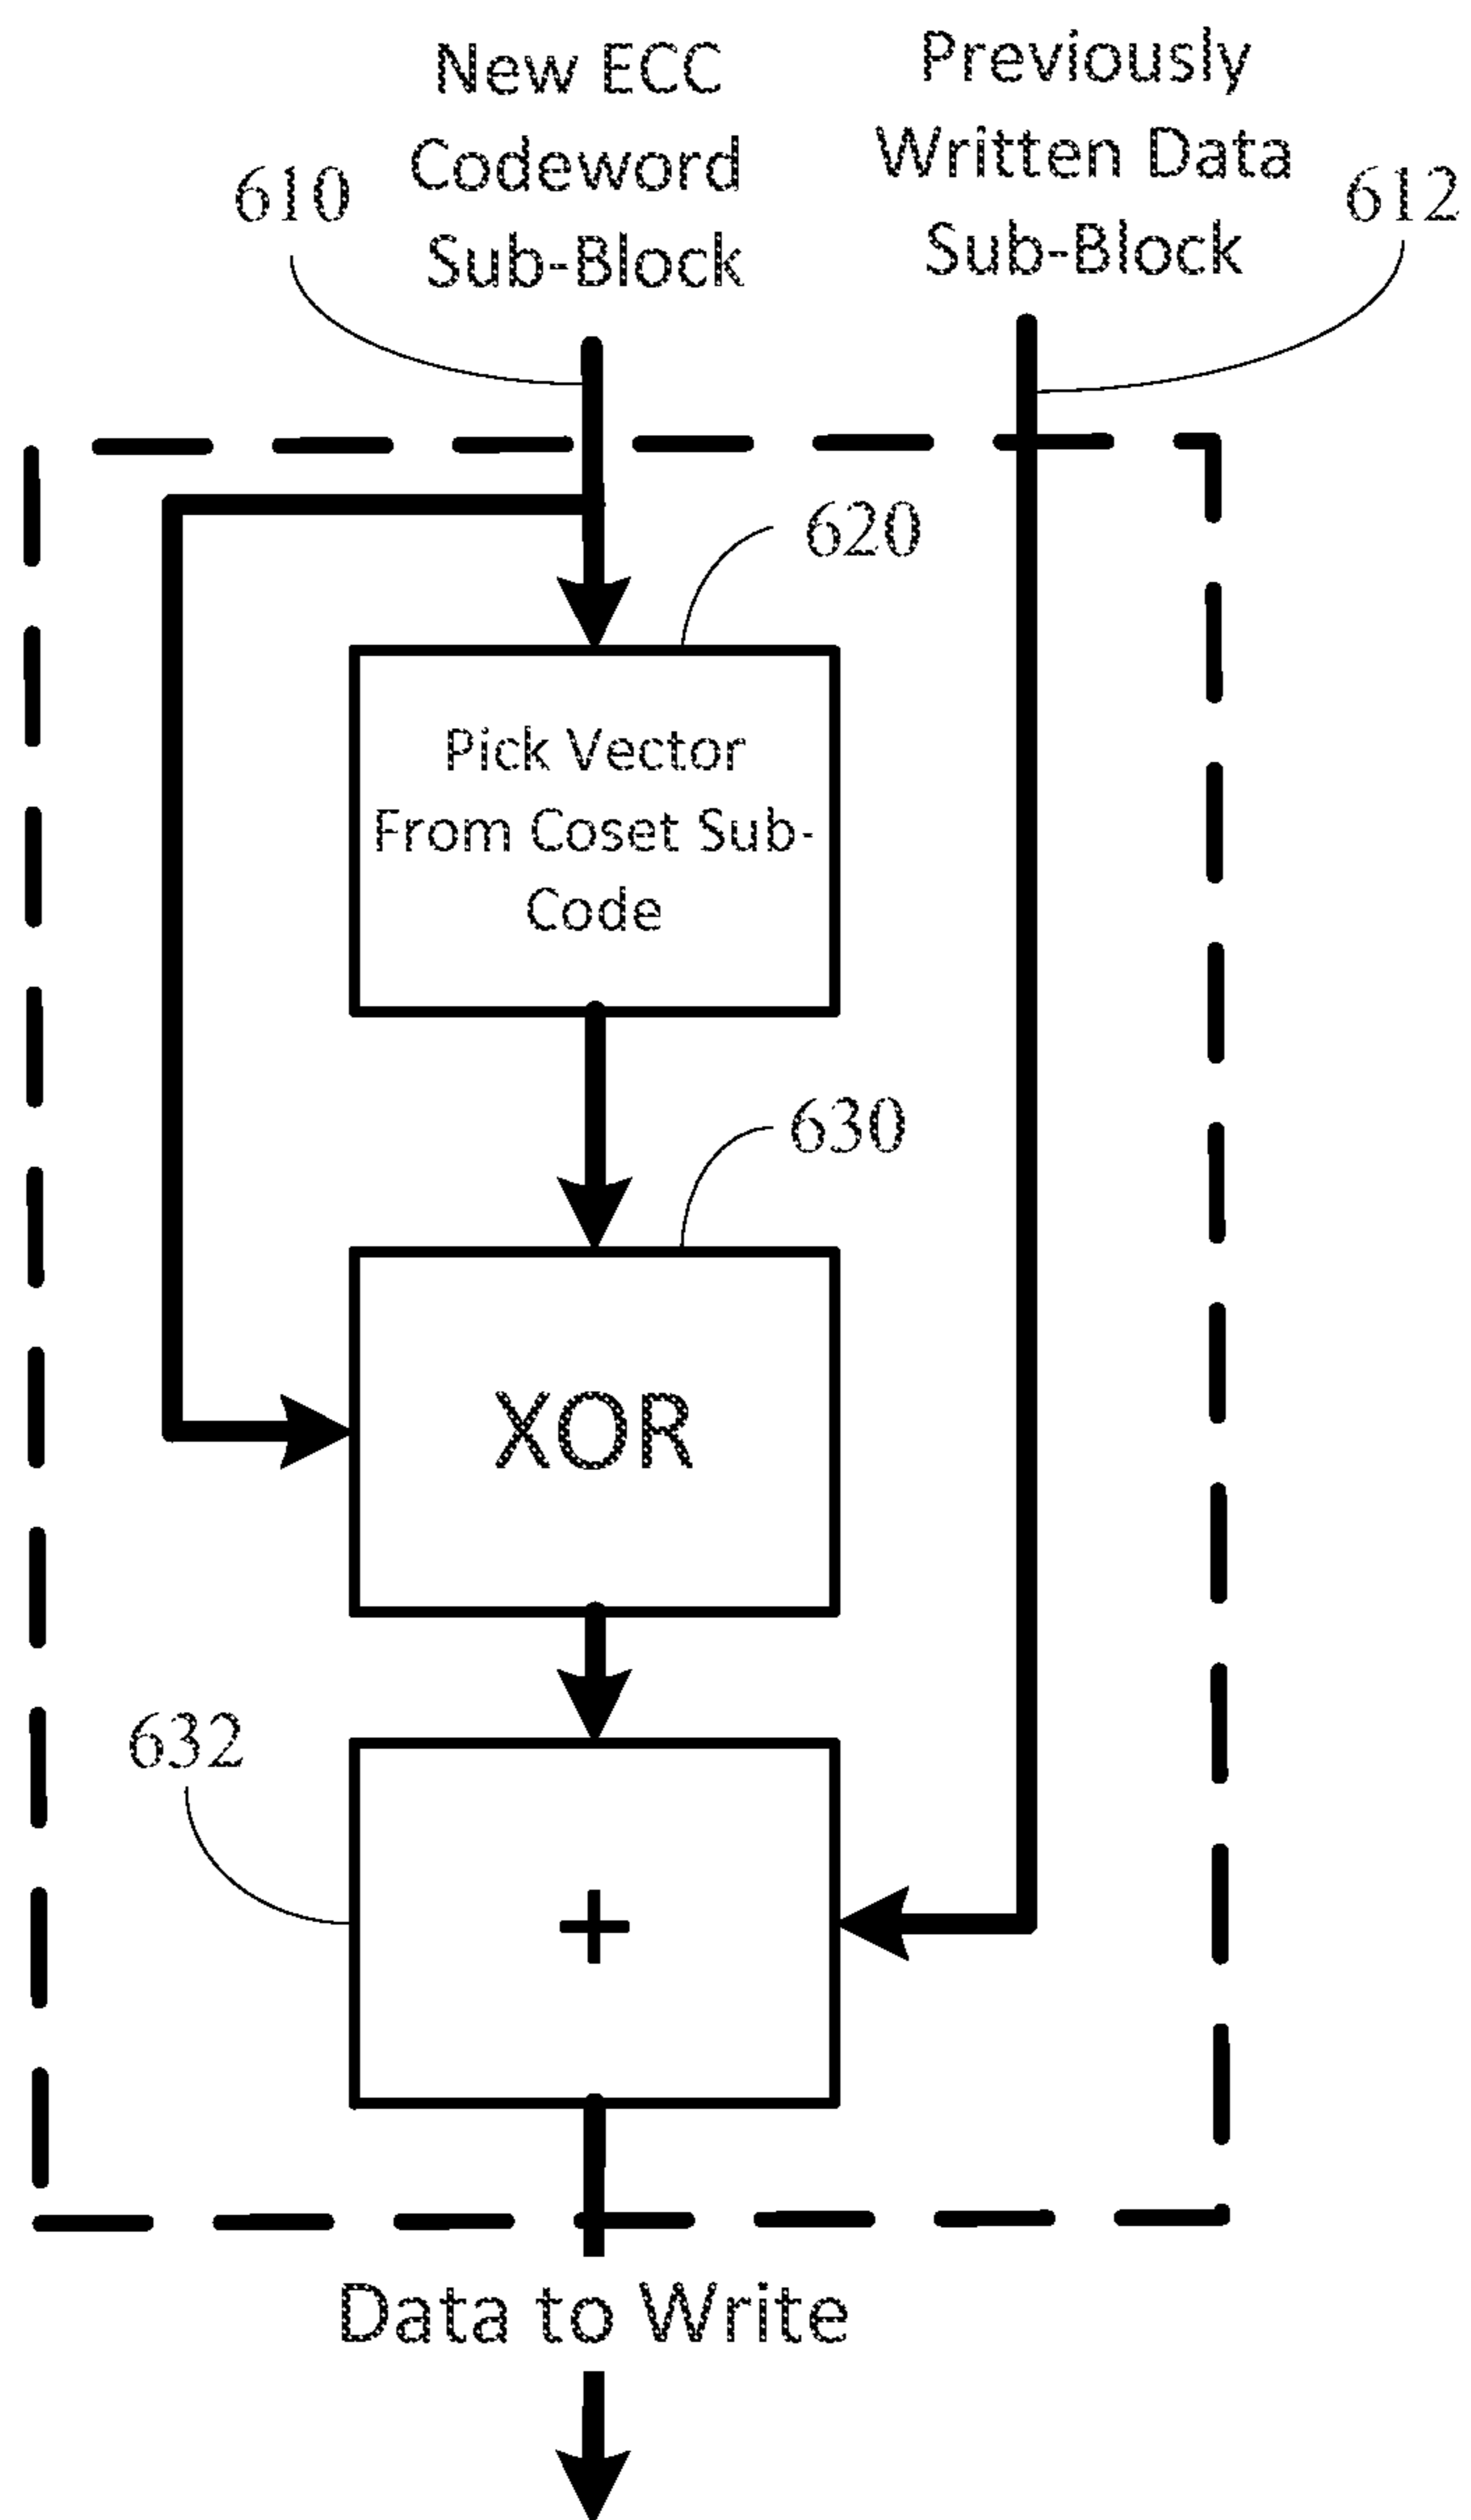 New ECC
Codeword
Sub-Block
Previously
Written Data
Sub-Block
610
612
620
Pick Vector
From Coset Sub-
Code
630
XOR
632
+
Data to Write